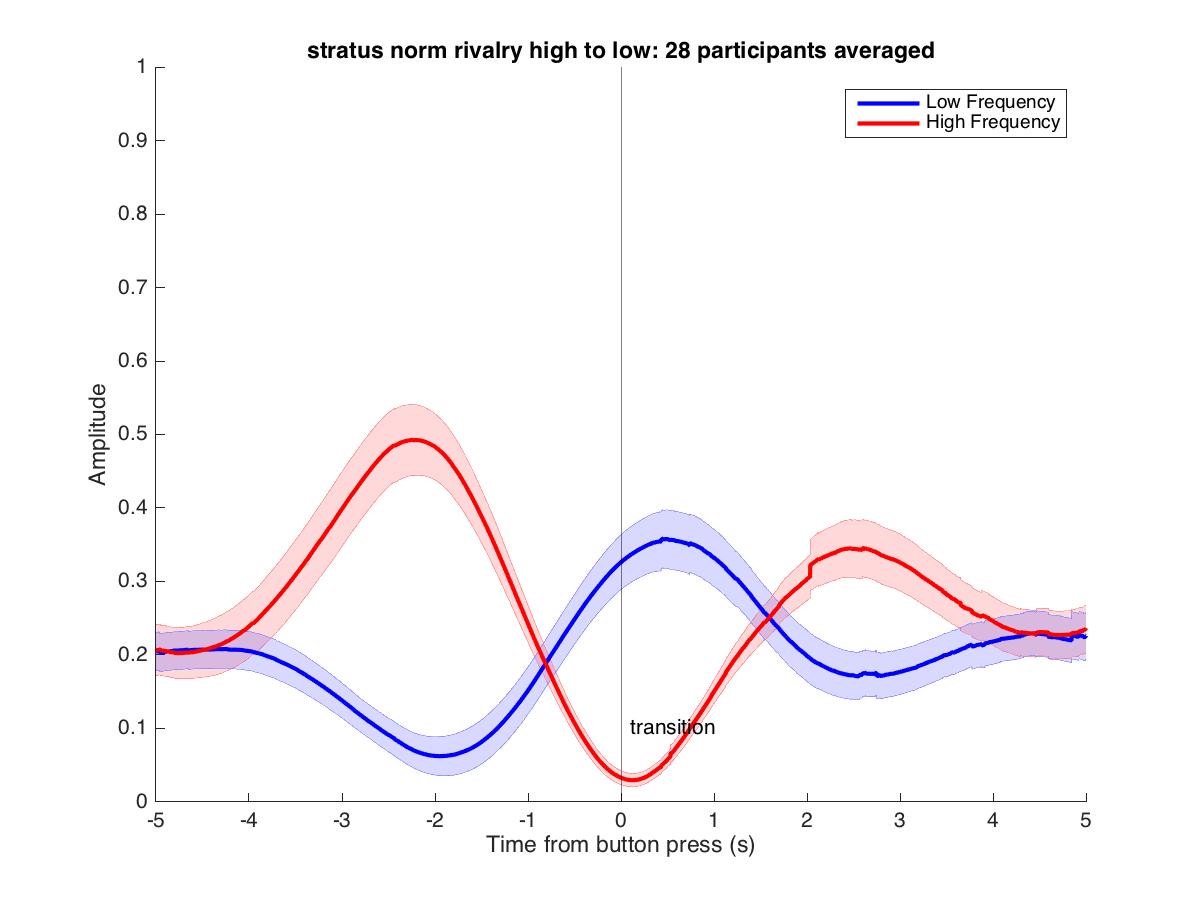 stratus norm rivalry high to low: 28 participants averaged
Low Frequency
High Frequency
1
0.9
0.8
0.7
0.6
0.5
0.4
0.3
0.2
0.1
0
Amplitude
transition
-5 -4 -3 -2 -1 0 1 2 3 4 5
Time from button press (s)